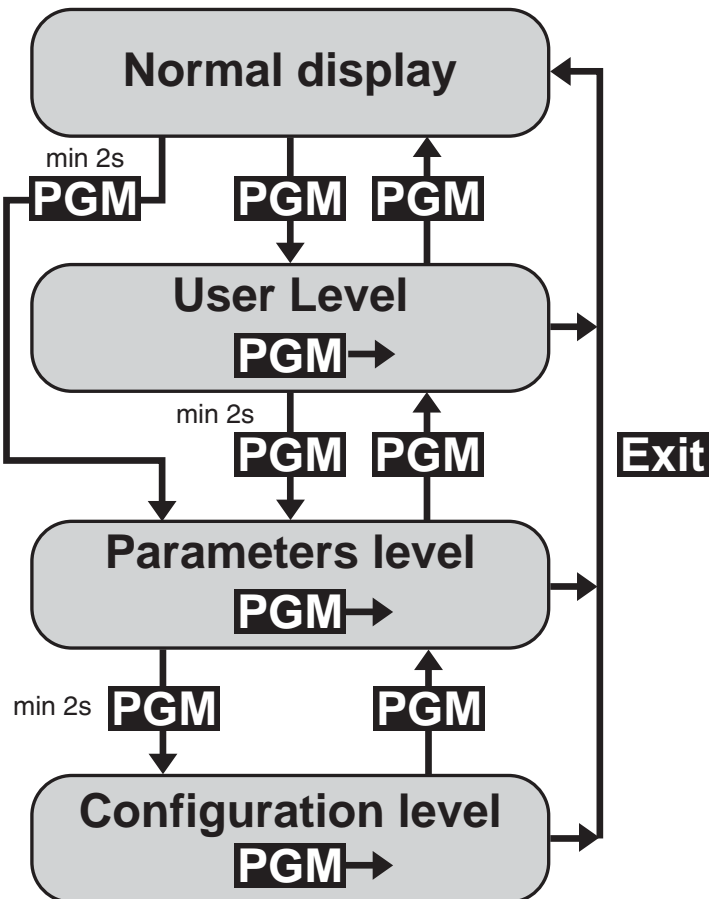 Normal display
min 2s
PGM PGM PGM
User Level
PGM
min 2s
PGM PGM
Exit
Parameters level
PGM
min 2s PGM PGM
Configuration level
PGM